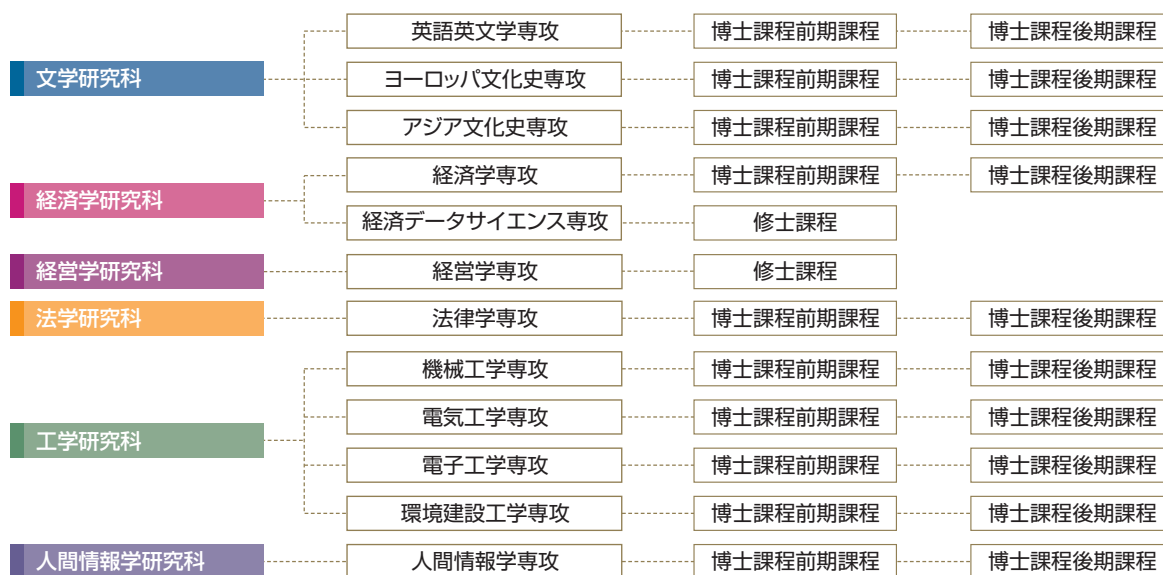 英語英文学専攻 博士課程前期課程 博士課程後期課程
文学研究科 ヨーロッパ文化史専攻 博士課程前期課程 博士課程後期課程
アジア文化史専攻 博士課程前期課程 博士課程後期課程
経済学専攻 博士課程前期課程 博士課程後期課程
経済学研究科
経済データサイエンス専攻 修士課程
経営学研究科 経営学専攻 修士課程
法学研究科 法律学専攻 博士課程前期課程 博士課程後期課程
機械工学専攻 博士課程前期課程 博士課程後期課程
電気工学専攻 博士課程前期課程 博士課程後期課程
工学研究科
電子工学専攻 博士課程前期課程 博士課程後期課程
環境建設工学専攻 博士課程前期課程 博士課程後期課程
人間情報学研究科 人間情報学専攻 博士課程前期課程 博士課程後期課程